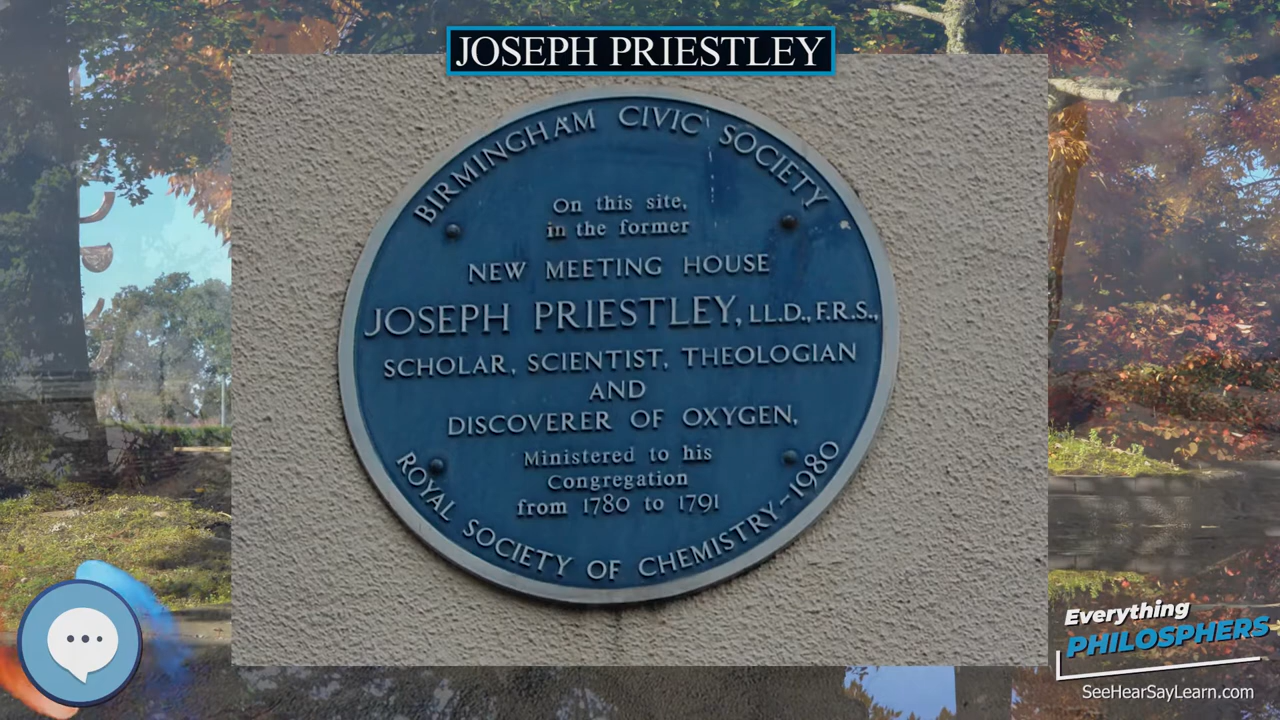 JOSEPH PRIESTLEY
BIRMINGHAM CIVIC SOCIETY
On this site,
in the former
NEW MEETING HOUSE
JOSEPH PRIESTLEY, LL.D., F.R.S.,
SCHOLAR, SCIENTIST, THEOLOGIAN
AND
DISCOVERER OF OXYGEN,
Ministered to his
Congregation
from 1780 to 1791
ROYAL SOCIETY OF CHEMISTRY-1980
Everything
PHILOSPHERS
SeeHearSayLearn.com